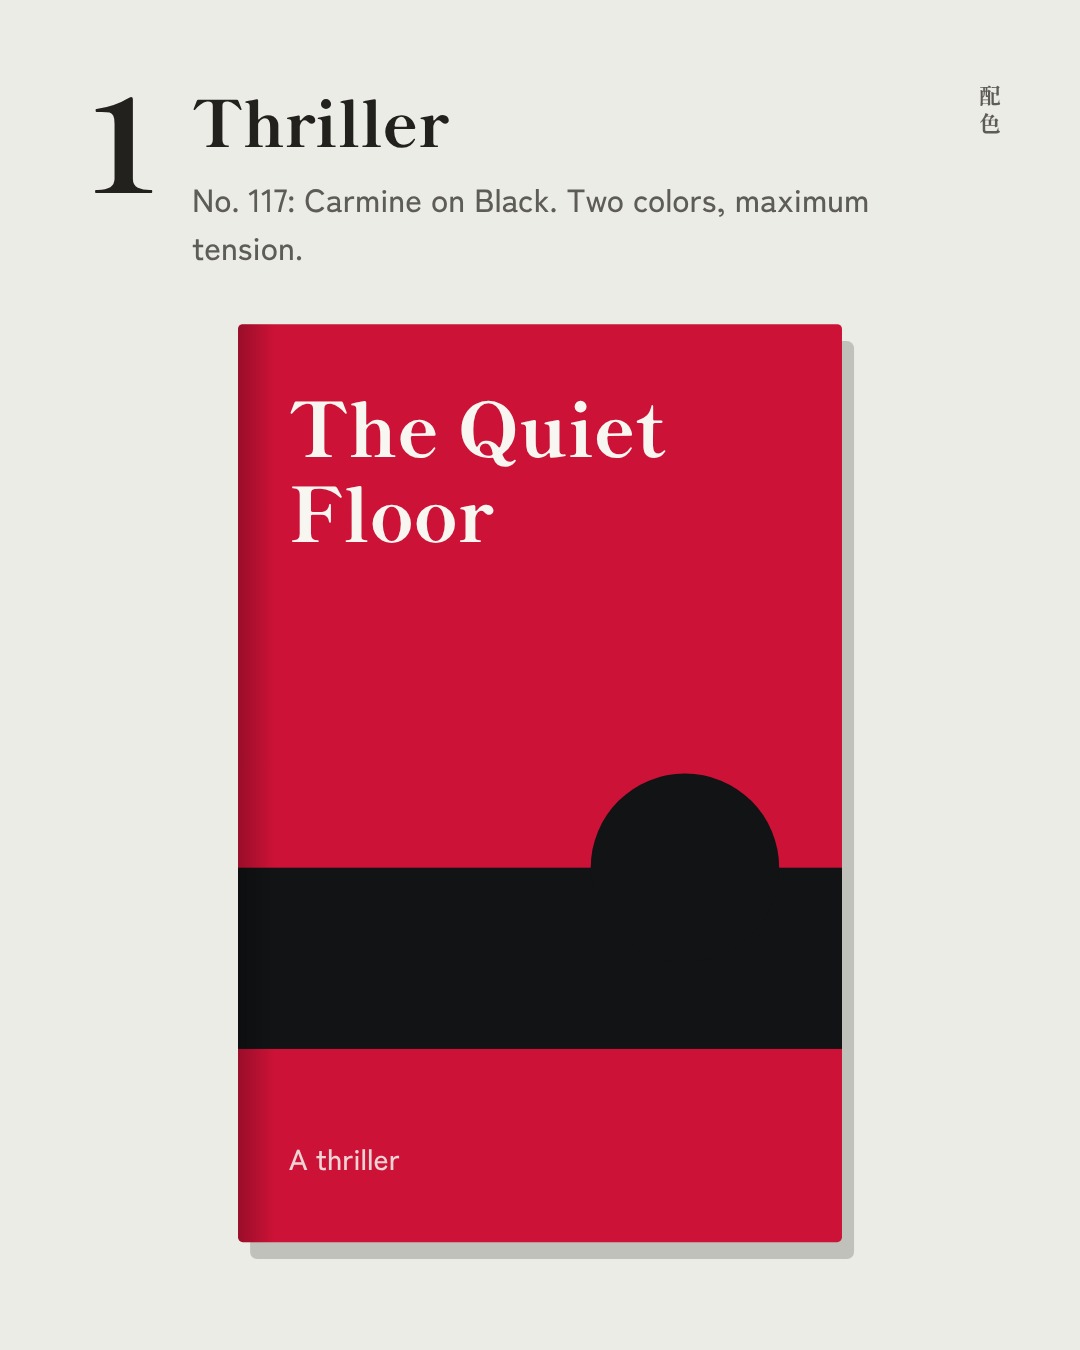 1
Thriller
No. 117: Carmine on Black. Two colors, maximum
tension.
配色
The Quiet
Floor
A thriller